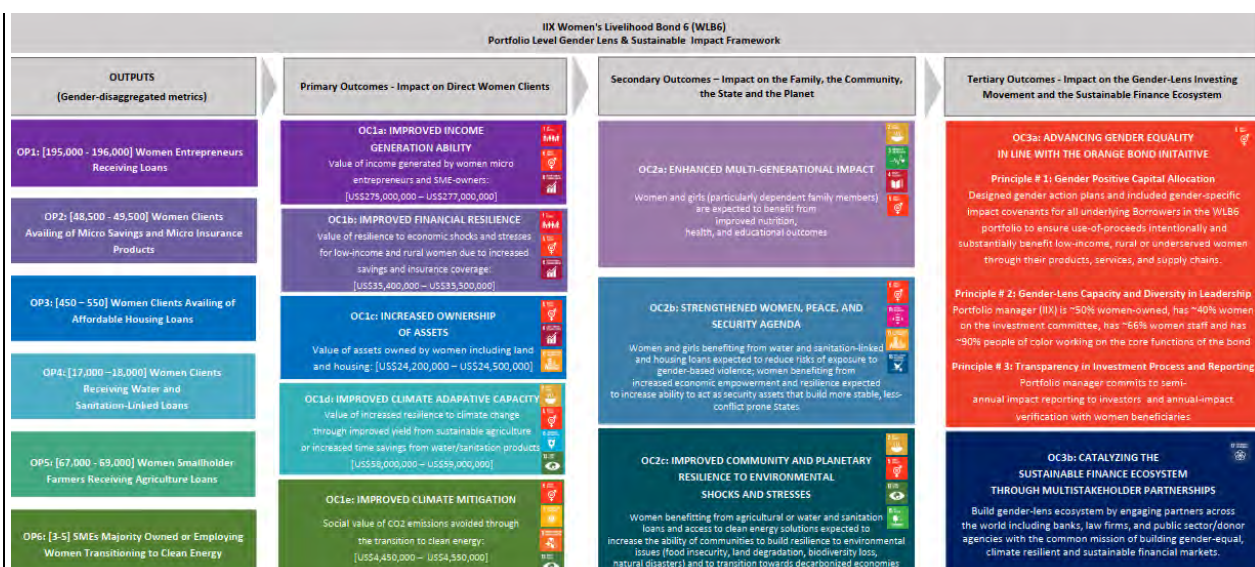 IIX Women's Livelihood Bond 6 (WLB6)
Portfolio Level Gender Lens & Sustainable Impact Framework
OUTPUTS
(Gender-disaggregated metrics)
OP1: [195,000 - 196,000] Women Entrepreneurs
Receiving Loans
OP2: [48,500 - 49,500] Women Clients
Availing of Micro Savings and Micro Insurance
Products
OP3: [450 – 550] Women Clients Availing of
Affordable Housing Loans
OP4: [17,000 –18,000] Women Clients
Receiving Water and
Sanitation-Linked Loans
OP5: [67,000 - 69,000] Women Smallholder
Farmers Receiving Agriculture Loans
OP6: [3-5] SMEs Majority Owned or Employing
Women Transitioning to Clean Energy
Primary Outcomes - Impact on Direct Women Clients
OC1a: IMPROVED INCOME
GENERATION ABILITY
Value of income generated by women micro
entrepreneurs and SME-owners:
[US$275,000,000 – US$277,000,000]
OC1b: IMPROVED FINANCIAL RESILIENCE
Value of resilience to economic shocks and stresses
for low-income and rural women due to increased
savings and insurance coverage:
[US$35,400,000 – US$35,500,000]
OC1c: INCREASED OWNERSHIP
OF ASSETS
Value of assets owned by women including land
and housing: [US$24,200,000 – US$24,500,000]
OC1d: IMPROVED CLIMATE ADAPATIVE CAPACITY
Value of increased resilience to climate change
through improved yield from sustainable agriculture
or increased time savings from water/sanitation products
[US$58,000,000 – US$59,000,000]
OC1e: IMPROVED CLIMATE MITIGATION
Social value of CO2 emissions avoided through
the transition to clean energy:
[US$4,450,000 – US$4,550,000]
Secondary Outcomes – Impact on the Family, the Community,
the State and the Planet
OC2a: ENHANCED MULTI-GENERATIONAL IMPACT
Women and girls (particularly dependent family members)
are expected to benefit from
improved nutrition,
health, and educational outcomes
OC2b: STRENGTHENED WOMEN, PEACE, AND
SECURITY AGENDA
Women and girls benefiting from water and sanitation-linked
and housing loans expected to reduce risks of exposure to
gender-based violence; women benefiting from
increased economic empowerment and resilience expected
to increase ability to act as security assets that build more stable, less-
conflict prone States
OC2c: IMPROVED COMMUNITY AND PLANETARY
RESILIENCE TO ENVIRONMENTAL
SHOCKS AND STRESSES
Women benefitting from agricultural or water and sanitation
loans and access to clean energy solutions expected to
increase the ability of communities to build resilience to environmental
issues (food insecurity, land degradation, biodiversity loss,
natural disasters) and to transition towards decarbonized economies
Tertiary Outcomes - Impact on the Gender-Lens Investing
Movement and the Sustainable Finance Ecosystem
OC3a: ADVANCING GENDER EQUALITY
IN LINE WITH THE ORANGE BOND INITAITIVE
Principle # 1: Gender Positive Capital Allocation
Designed gender action plans and included gender-specific
impact covenants for all underlying Borrowers in the WLB6
portfolio to ensure use-of-proceeds intentionally and
substantially benefit low-income, rural or underserved women
through their products, services, and supply chains.
Principle # 2: Gender-Lens Capacity and Diversity in Leadership
Portfolio manager (IIX) is ~50% women-owned, has ~40% women
on the investment committee, has ~66% women staff and has
~90% people of color working on the core functions of the bond
Principle # 3: Transparency in Investment Process and Reporting
Portfolio manager commits to semi-
annual impact reporting to investors and annual-impact
verification with women beneficiaries
OC3b: CATALYZING THE
SUSTAINABLE FINANCE ECOSYSTEM
THROUGH MULTISTAKEHOLDER PARTNERSHIPS
Build gender-lens ecosystem by engaging partners across
the world including banks, law firms, and public sector/donor
agencies with the common mission of building gender-equal,
climate resilient and sustainable financial markets.